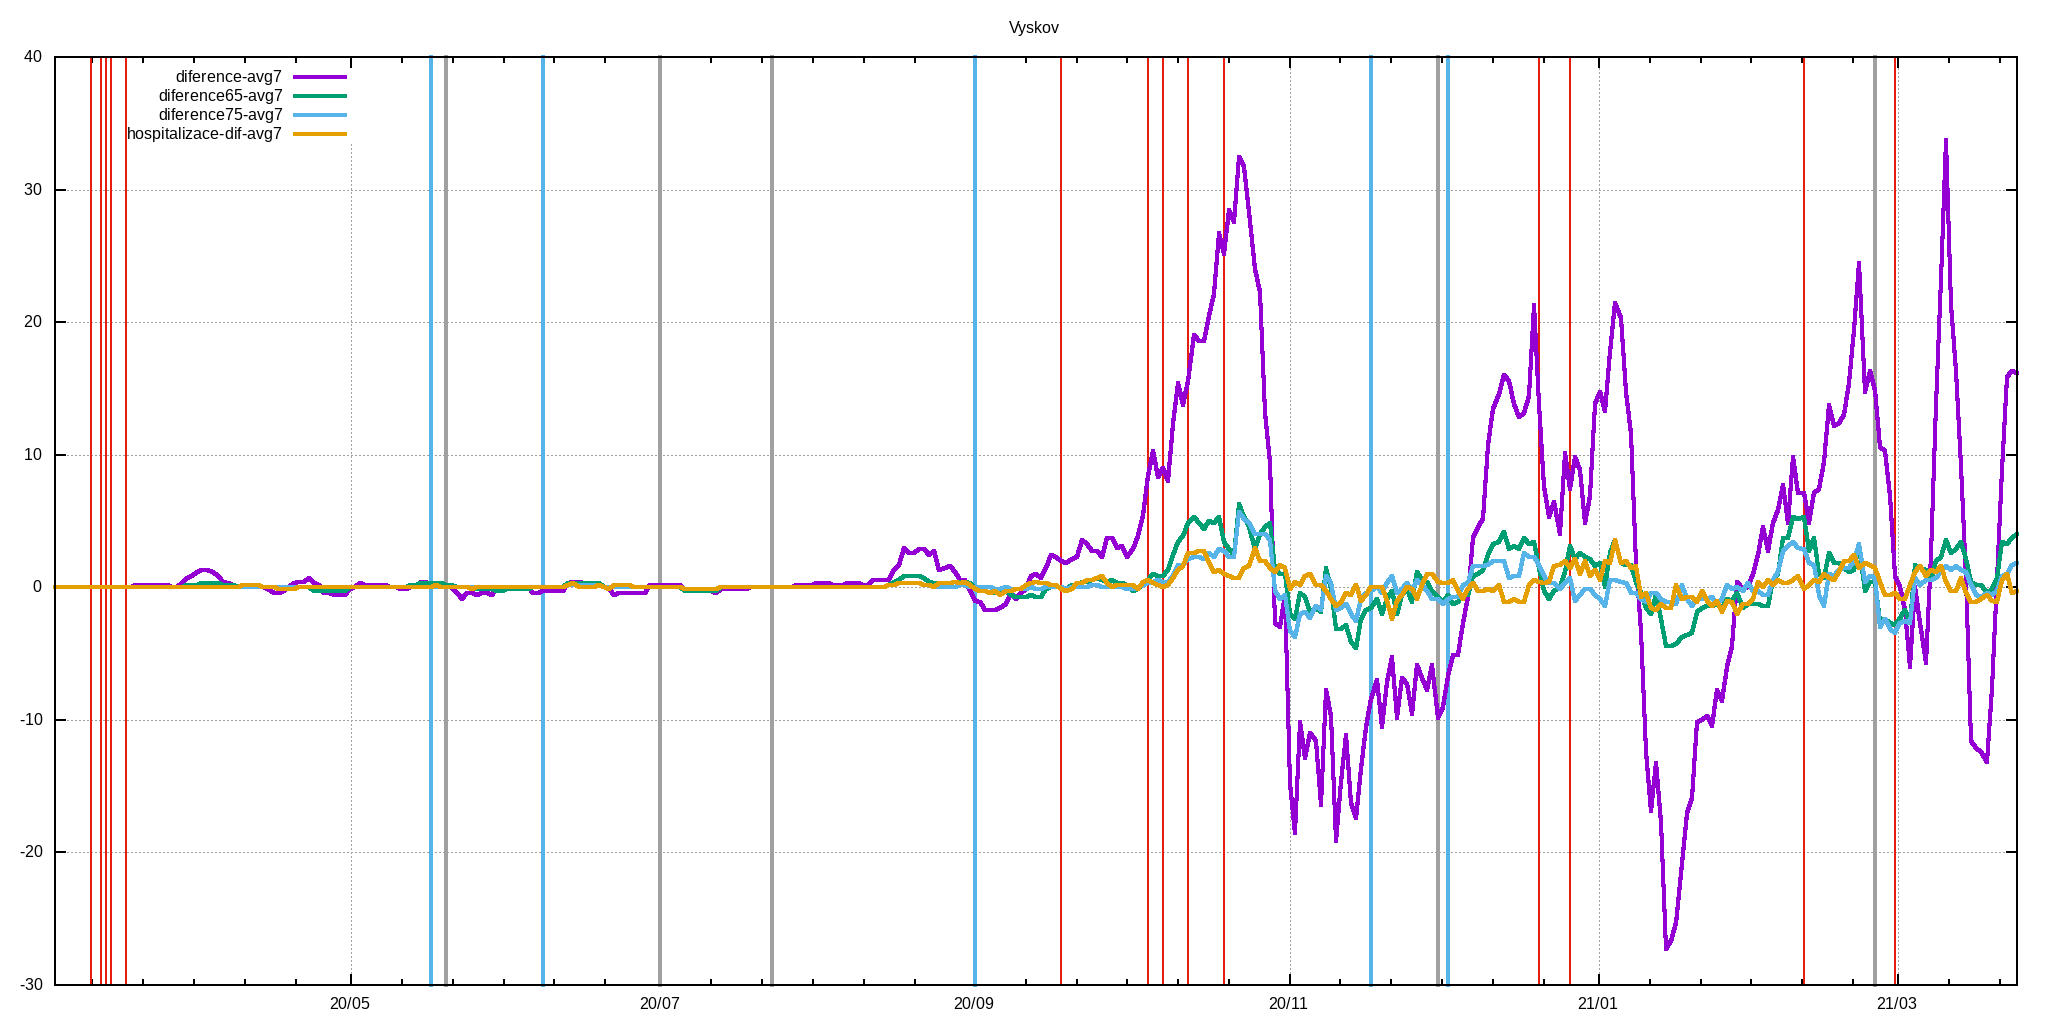 Vyskov
40
diference-avg7
diference65-avg7
diference75-avg7
hospitalizace-dif-avg7
30
20
10
0
-10
-20
-30
20/05
20/07
20/09
20/11
21/01
21/03